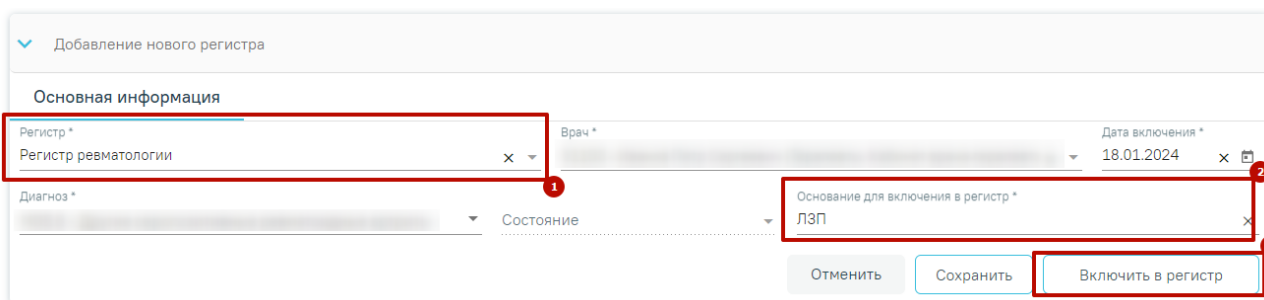 Добавление нового регистра
Основная информация
Регистр *
Врач *
Дата включения *
Регистр ревматологии
18.01.2024
1
2
Диагноз *
Основание для включения в регистр *
Состояние
ЛЗП
Отменить
Сохранить
Включить в регистр